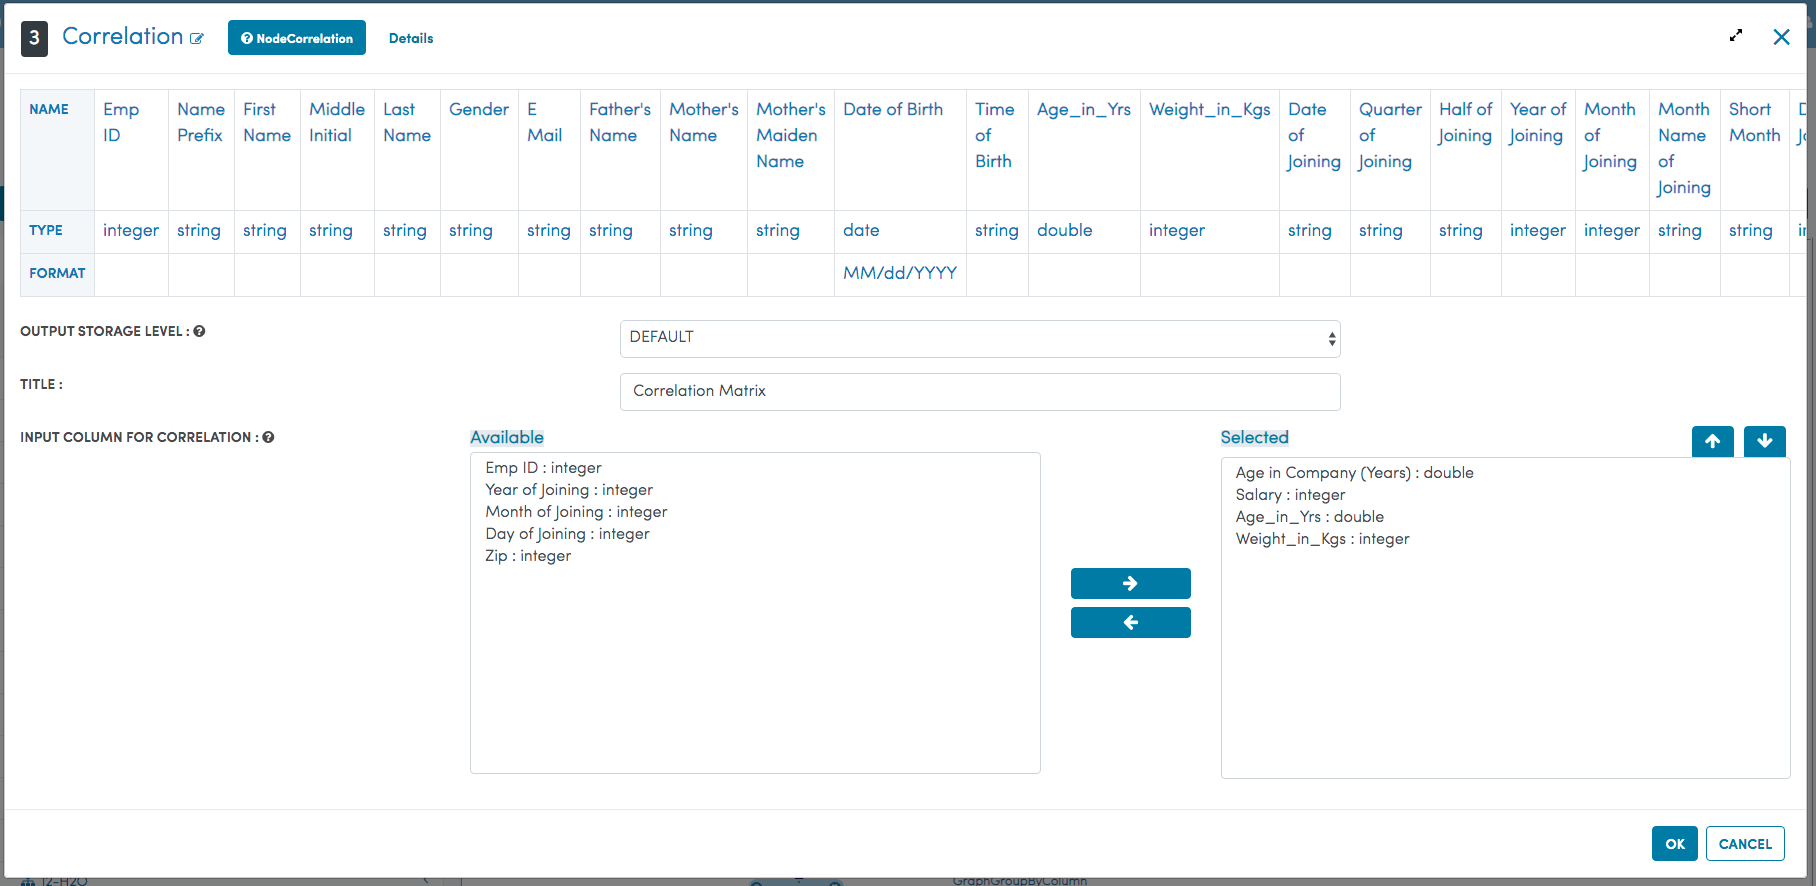 3 Correlation NodeCorrelation Details
NAME Emp ID Name Prefix First Name Middle Initial Last Name Gender E Mail Father's Name Mother's Name Mother's Maiden Name Date of Birth Time of Birth Age_in_Yrs Weight_in_Kgs Date of Joining Quarter of Joining Half of Joining Year of Joining Month of Joining Month Name of Joining Short Month
TYPE integer string string string string string string string string string date string double integer string string string integer integer string string
FORMAT MM/dd/YYYY
OUTPUT STORAGE LEVEL :
DEFAULT
TITLE :
Correlation Matrix
INPUT COLUMN FOR CORRELATION :
Available
Emp ID : integer
Year of Joining : integer
Month of Joining : integer
Day of Joining : integer
Zip : integer
Selected
Age in Company (Years) : double
Salary : integer
Age_in_Yrs : double
Weight_in_Kgs : integer
OK CANCEL
GraphGroupByColumn